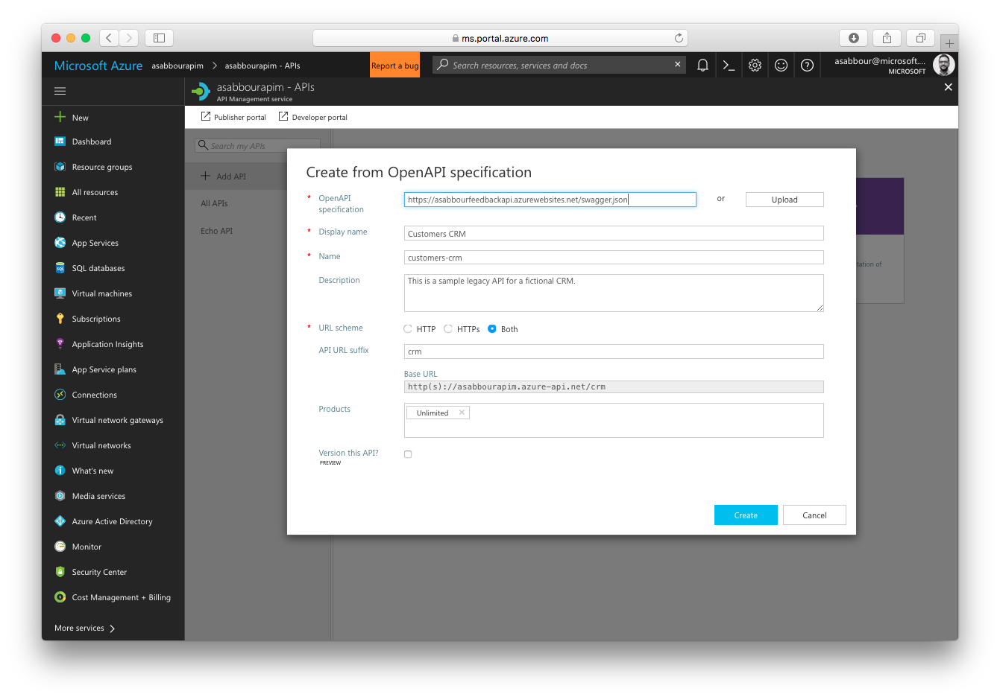 ms.portal.azure.com
Microsoft Azure asabbourapim > asabbourapim - APIs
Report a bug
Search resources, services and docs
asabbour@microsoft....
MICROSOFT
asabbourapim - APIs
API Management service
Publisher portal
Developer portal
New
Dashboard
Resource groups
All resources
Recent
App Services
SQL databases
Virtual machines
Subscriptions
Application Insights
App Service plans
Connections
Virtual network gateways
Virtual networks
What's new
Media services
Azure Active Directory
Monitor
Security Center
Cost Management + Billing
More services >
Search my APIs
Add API
All APIs
Echo API
Create from OpenAPI specification
* OpenAPI
specification
https://asabbourfeedbackapi.azurewebsites.net/swagger.json
or
Upload
* Display name
Customers CRM
* Name
customers-crm
Description
This is a sample legacy API for a fictional CRM.
* URL scheme
HTTP HTTPs Both
API URL suffix
crm
Base URL
http(s)://asabbourapim.azure-api.net/crm
Products
Unlimited
Version this API?
PREVIEW
Create
Cancel
tation of